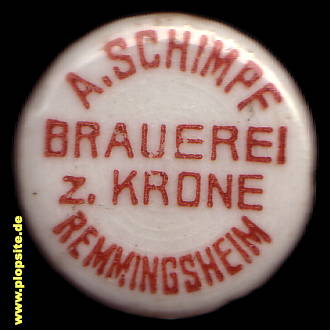 A. SCHIMPF
BRAUEREI
z. KRONE
REMMINGSHEIM
www.plopsite.de